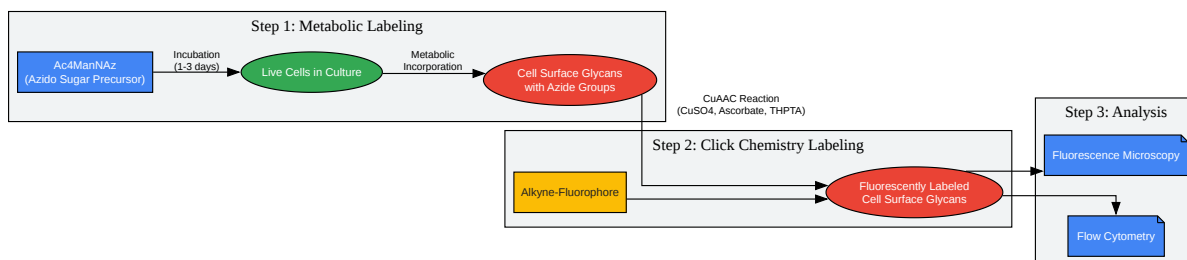 Step 1: Metabolic Labeling
Ac4ManNAz
(Azido Sugar Precursor)
Incubation
(1-3 days)
Live Cells in Culture
Metabolic
Incorporation
Cell Surface Glycans
with Azide Groups
CuAAC Reaction
(CuSO4, Ascorbate, THPTA)
Step 2: Click Chemistry Labeling
Alkyne-Fluorophore
Fluorescently Labeled
Cell Surface Glycans
Step 3: Analysis
Fluorescence Microscopy
Flow Cytometry